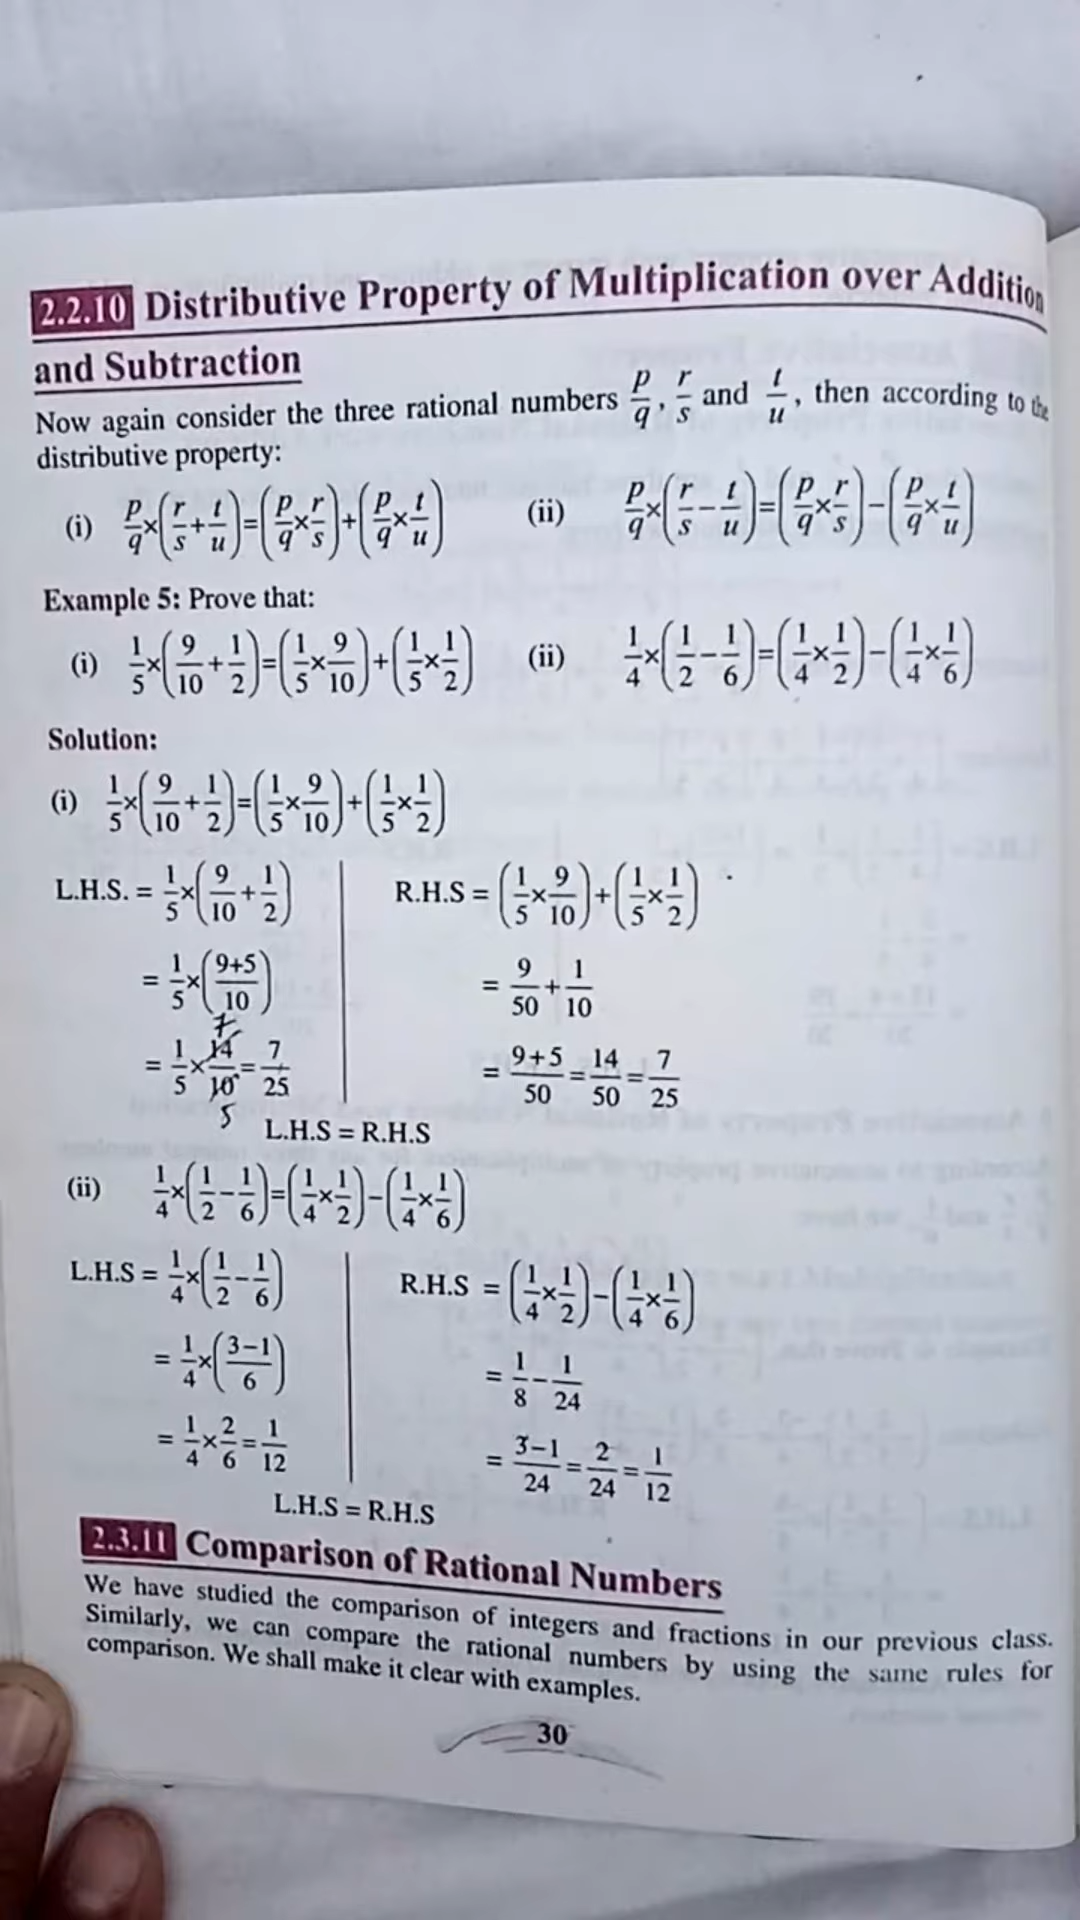 2.2.10 Distributive Property of Multiplication over Addition
and Subtraction
Now again consider the three rational numbers p/q, r/s and t/u, then according to the
distributive property:
(i) p/q×(r/s+t/u)=(p/q×r/s)+(p/q×t/u) (ii) p/q×(r/s−t/u)=(p/q×r/s)−(p/q×t/u)
Example 5: Prove that:
(i) 1/5×(9/10+1/2)=(1/5×9/10)+(1/5×1/2) (ii) 1/4×(1/2−1/6)=(1/4×1/2)−(1/4×1/6)
Solution:
(i) 1/5×(9/10+1/2)=(1/5×9/10)+(1/5×1/2)
L.H.S. = 1/5×(9/10+1/2) R.H.S = (1/5×9/10)+(1/5×1/2)
= 1/5×((9+5)/10) = 9/50+1/10
7
= 1/5×14/10=7/25 = (9+5)/50=14/50=7/25
5
L.H.S = R.H.S
(ii) 1/4×(1/2−1/6)=(1/4×1/2)−(1/4×1/6)
L.H.S = 1/4×(1/2−1/6) R.H.S = (1/4×1/2)−(1/4×1/6)
= 1/4×((3−1)/6) = 1/8−1/24
= 1/4×2/6=1/12 = (3−1)/24=2/24=1/12
L.H.S = R.H.S
2.3.11 Comparison of Rational Numbers
We have studied the comparison of integers and fractions in our previous class.
Similarly, we can compare the rational numbers by using the same rules for
comparison. We shall make it clear with examples.
30